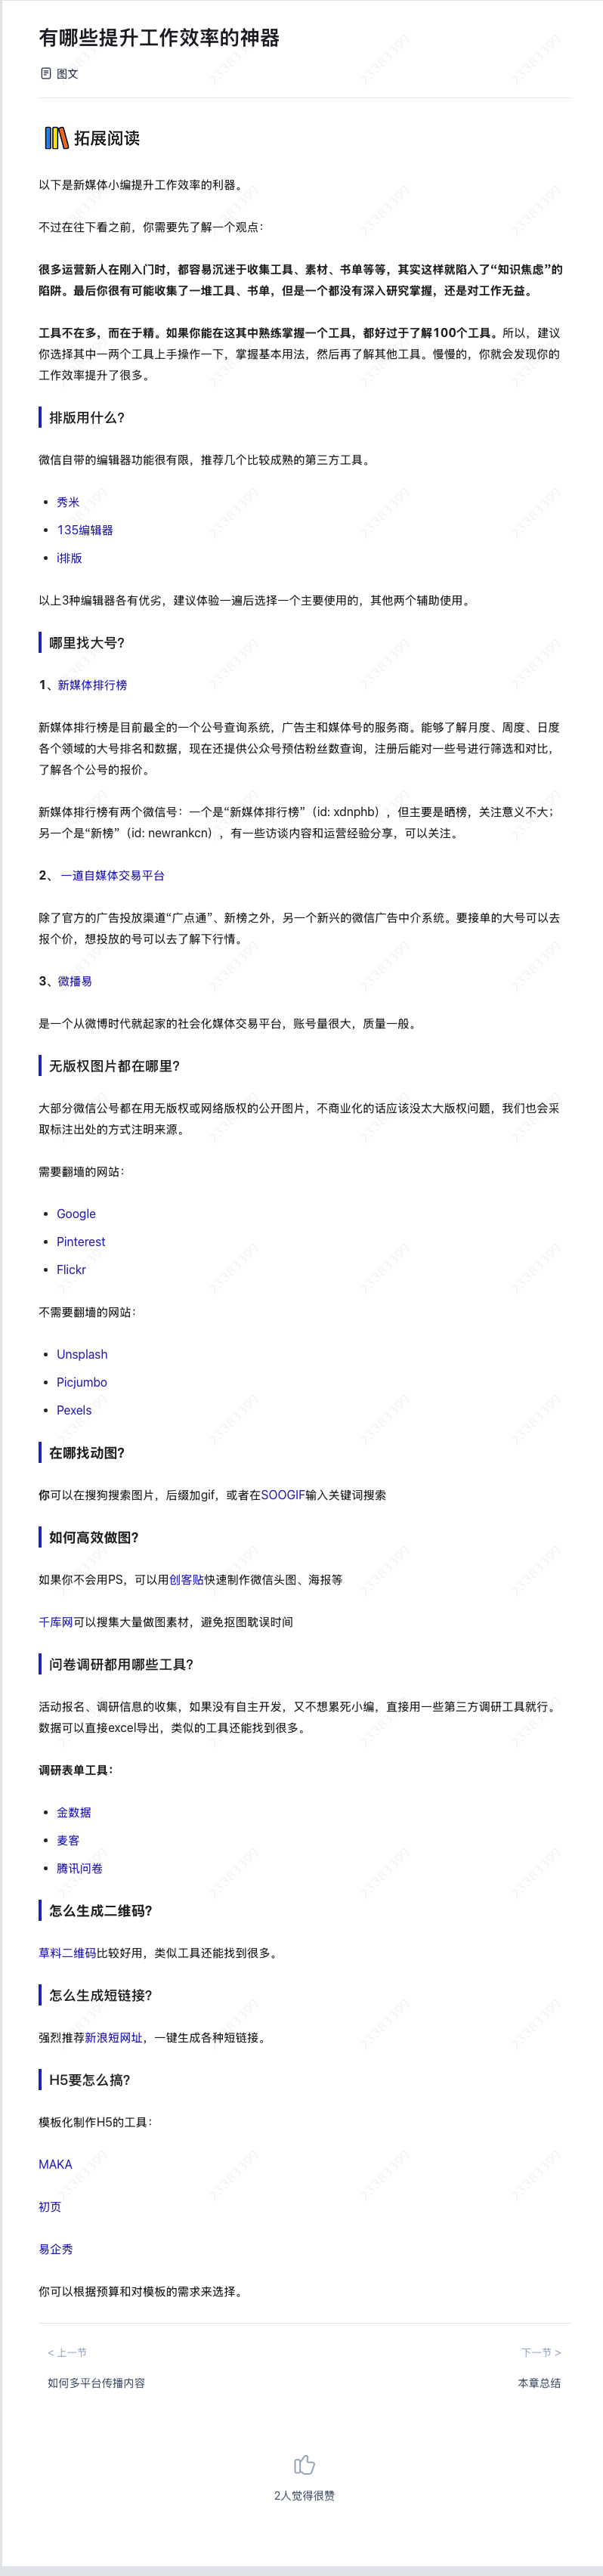 有哪些提升工作效率的神器
图文
拓展阅读
以下是新媒体小编提升工作效率的利器。
不过在往下看之前，你需要先了解一个观点：
很多运营新人在刚入门时，都容易沉迷于收集工具、素材、书单等等，其实这样就陷入了“知识焦虑”的
陷阱。最后你很有可能收集了一堆工具、书单，但是一个都没有深入研究掌握，还是对工作无益。
工具不在多，而在于精。如果你能在这其中熟练掌握一个工具，都好过于了解100个工具。所以，建议
你选择其中一两个工具上手操作一下，掌握基本用法，然后再了解其他工具。慢慢的，你就会发现你的
工作效率提升了很多。
排版用什么?
微信自带的编辑器功能很有限，推荐几个比较成熟的第三方工具。
• 秀米
• 135编辑器
• i排版
以上3种编辑器各有优劣，建议体验一遍后选择一个主要使用的，其他两个辅助使用。
哪里找大号?
1、新媒体排行榜
新媒体排行榜是目前最全的一个公号查询系统，广告主和媒体号的服务商。能够了解月度、周度、日度
各个领域的大号排名和数据，现在还提供公众号预估粉丝数查询，注册后能对一些号进行筛选和对比，
了解各个公号的报价。
新媒体排行榜有两个微信号：一个是“新媒体排行榜”（id: xdnphb），但主要是晒榜，关注意义不大；
另一个是“新榜”（id: newrankcn），有一些访谈内容和运营经验分享，可以关注。
2、 一道自媒体交易平台
除了官方的广告投放渠道“广点通”、新榜之外，另一个新兴的微信广告中介系统。要接单的大号可以去
报个价，想投放的号可以去了解下行情。
3、微播易
是一个从微博时代就起家的社会化媒体交易平台，账号量很大，质量一般。
无版权图片都在哪里?
大部分微信公号都在用无版权或网络版权的公开图片，不商业化的话应该没太大版权问题，我们也会采
取标注出处的方式注明来源。
需要翻墙的网站：
• Google
• Pinterest
• Flickr
不需要翻墙的网站：
• Unsplash
• Picjumbo
• Pexels
在哪找动图?
你可以在搜狗搜索图片，后缀加gif，或者在SOOGIF输入关键词搜索
如何高效做图?
如果你不会用PS，可以用创客贴快速制作微信头图、海报等
千库网可以搜集大量做图素材，避免抠图耽误时间
问卷调研都用哪些工具?
活动报名、调研信息的收集，如果没有自主开发，又不想累死小编，直接用一些第三方调研工具就行。
数据可以直接excel导出，类似的工具还能找到很多。
调研表单工具：
• 金数据
• 麦客
• 腾讯问卷
怎么生成二维码?
草料二维码比较好用，类似工具还能找到很多。
怎么生成短链接?
强烈推荐新浪短网址，一键生成各种短链接。
H5要怎么搞?
模板化制作H5的工具：
MAKA
初页
易企秀
你可以根据预算和对模板的需求来选择。
< 上一节
下一节 >
如何多平台传播内容
本章总结
2人觉得很赞
23383399